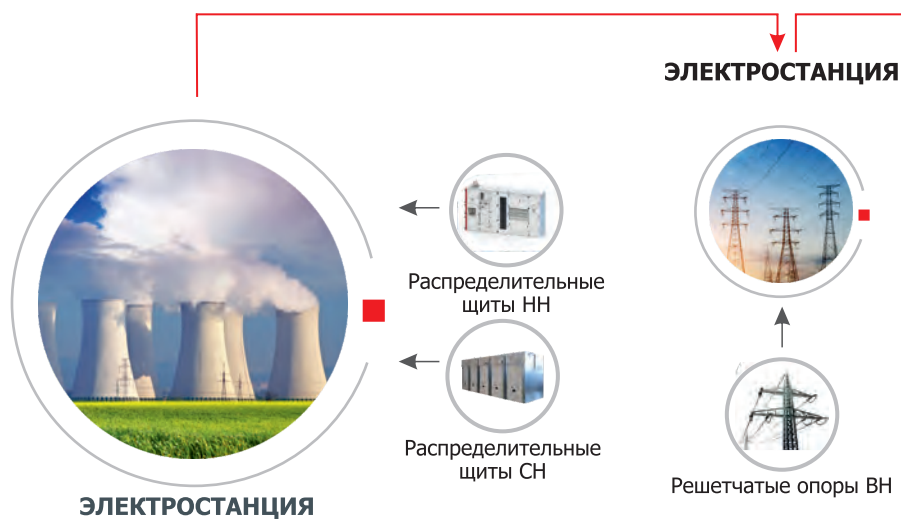 ЭЛЕКТРОСТАНЦИЯ
Распределительные
щиты НН
Распределительные
щиты СН
Решетчатые опоры ВН
ЭЛЕКТРОСТАНЦИЯ